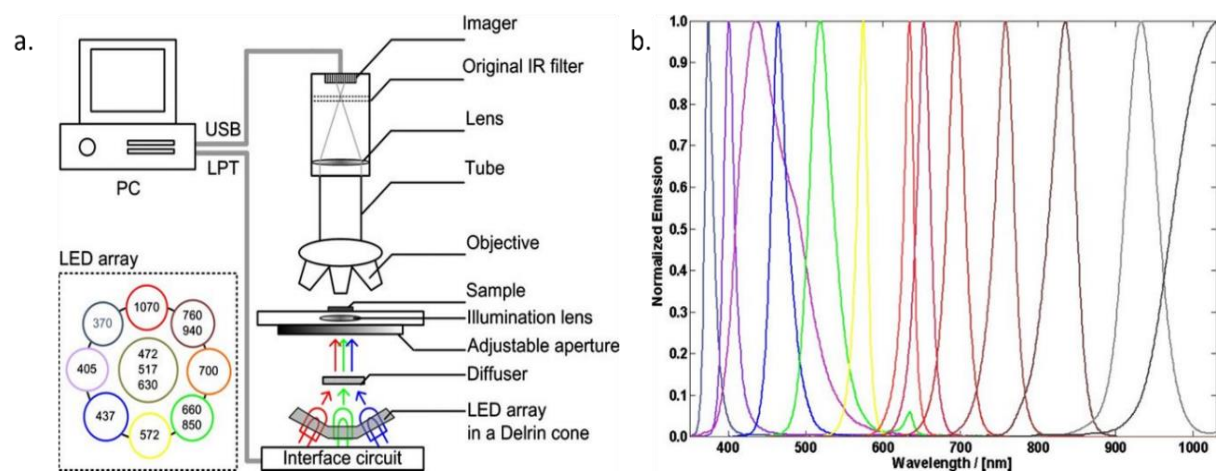 a.
PC
USB
LPT
Imager
Original IR filter
Lens
Tube
Objective
Sample
Illumination lens
Adjustable aperture
Diffuser
LED array
in a Delrin cone
Interface circuit
LED array
1070
370
760
940
405
472
517
630
700
437
660
850
572
b.
Normalized Emission
1.0
0.9
0.8
0.7
0.6
0.5
0.4
0.3
0.2
0.1
0.0
400 500 600 700 800 900 1000
Wavelength / [nm]